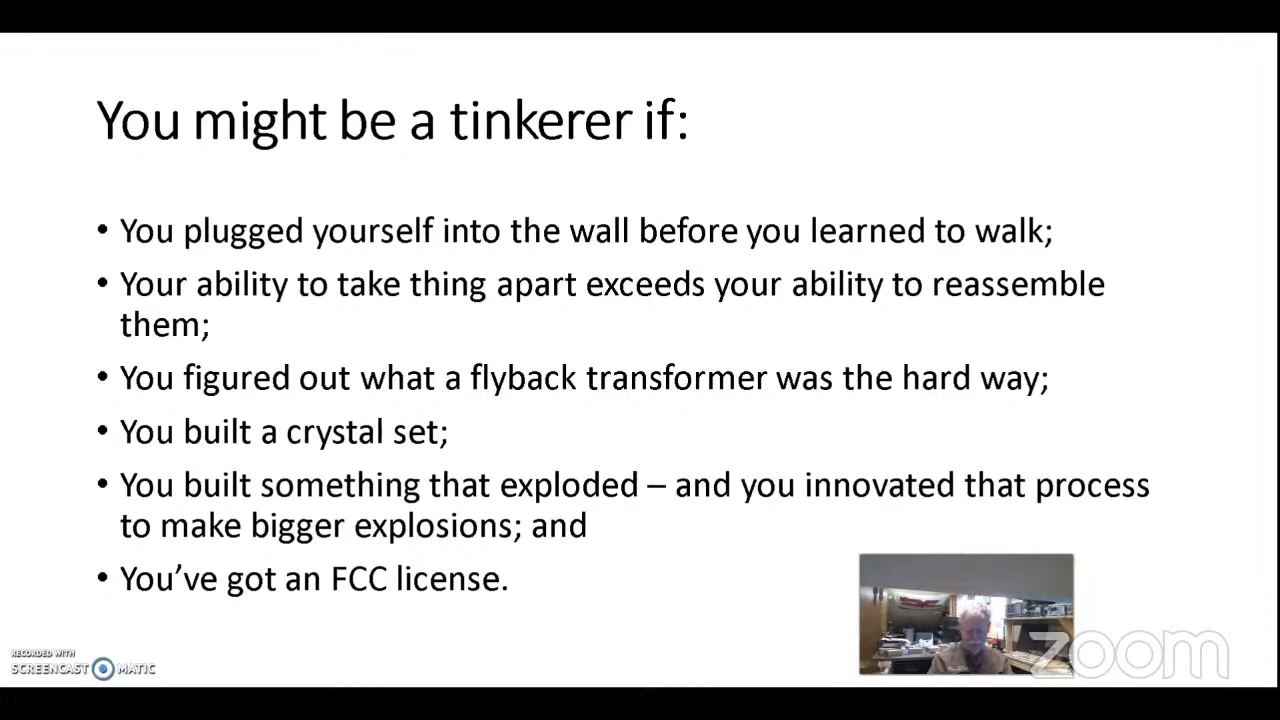 You might be a tinkerer if:
• You plugged yourself into the wall before you learned to walk;
• Your ability to take thing apart exceeds your ability to reassemble
them;
• You figured out what a flyback transformer was the hard way;
• You built a crystal set;
• You built something that exploded – and you innovated that process
to make bigger explosions; and
• You’ve got an FCC license.
RECORDED WITH
SCREENCAST MATIC
zoom